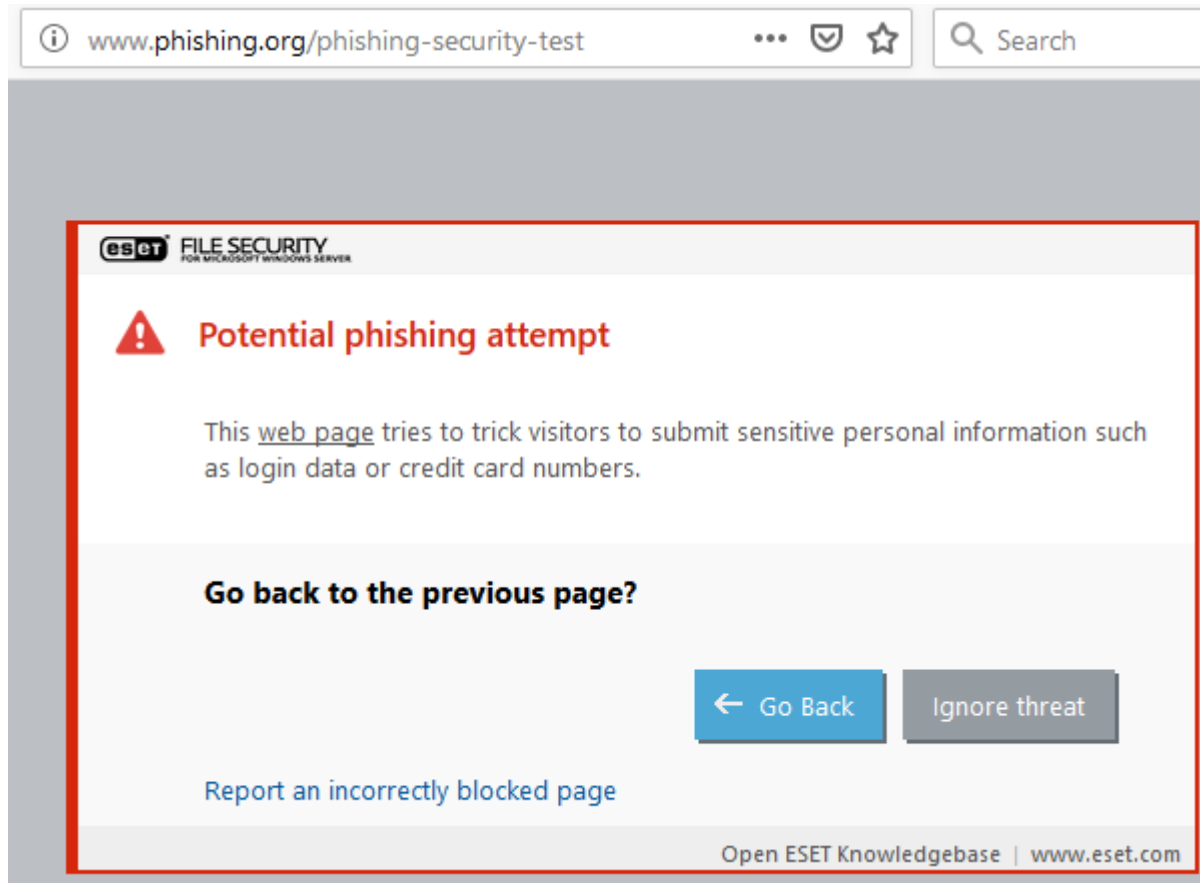 www.phishing.org/phishing-security-test
Search
eset FILE SECURITY
FOR MICROSOFT WINDOWS SERVER
Potential phishing attempt
This web page tries to trick visitors to submit sensitive personal information such
as login data or credit card numbers.
Go back to the previous page?
Go Back
Ignore threat
Report an incorrectly blocked page
Open ESET Knowledgebase | www.eset.com